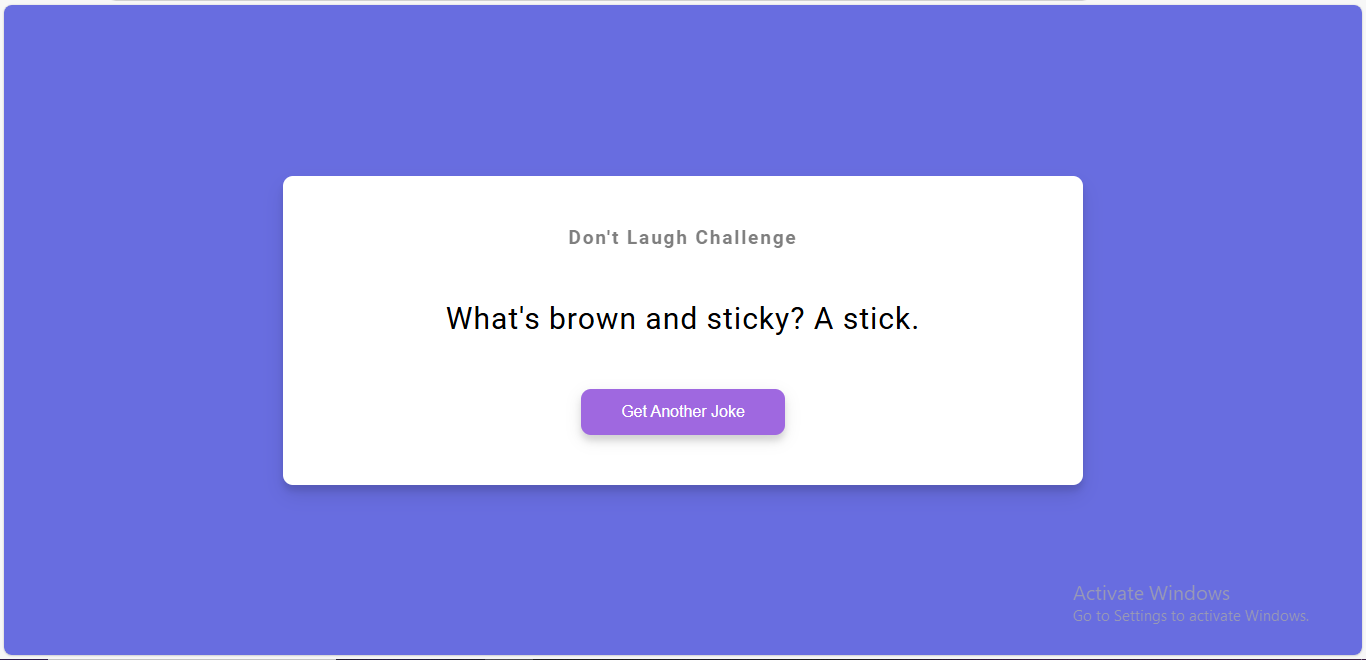 Don't Laugh Challenge
What's brown and sticky? A stick.
Get Another Joke
Activate Windows
Go to Settings to activate Windows.